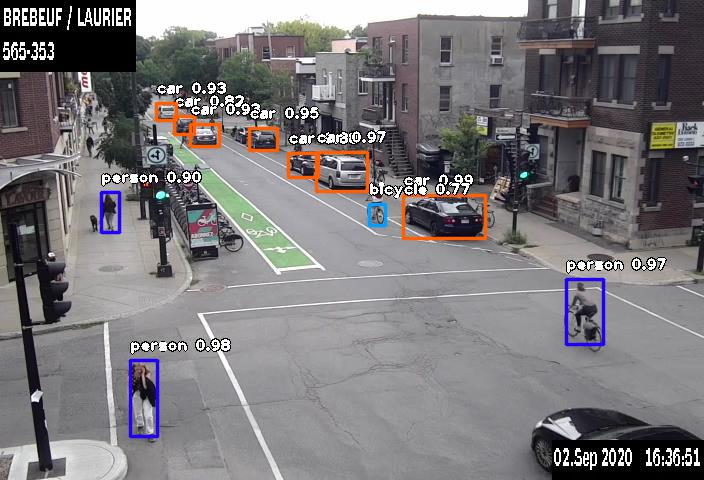 BREBEUF / LAURIER
565-353
car 0.93
car 0.82
car 0.93
car 0.95
car 0.97
car 0.99
bicycle 0.77
person 0.90
person 0.97
person 0.98
02.Sep 2020 16:36:51